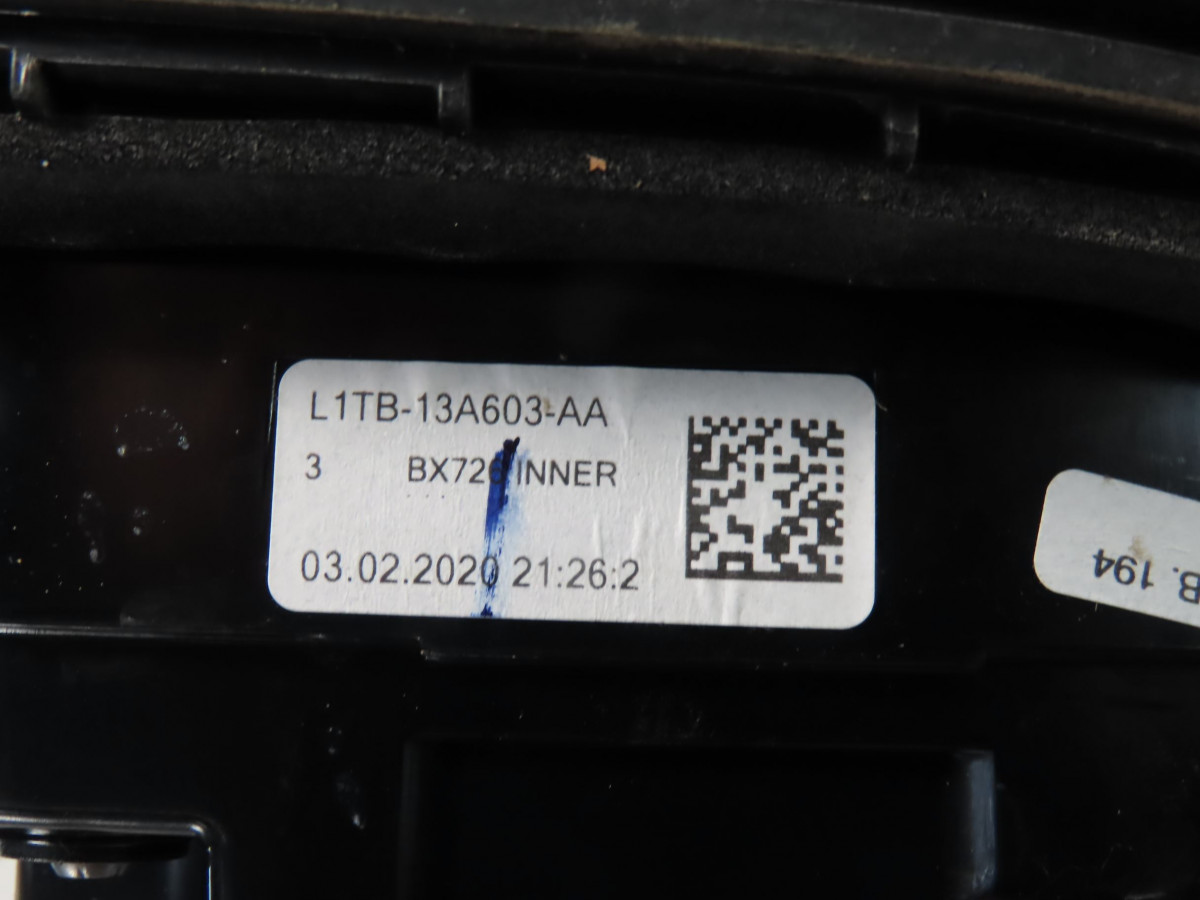 L1TB-13A603-AA
3 BX726 INNER
03.02.2020 21:26:2
B. 194